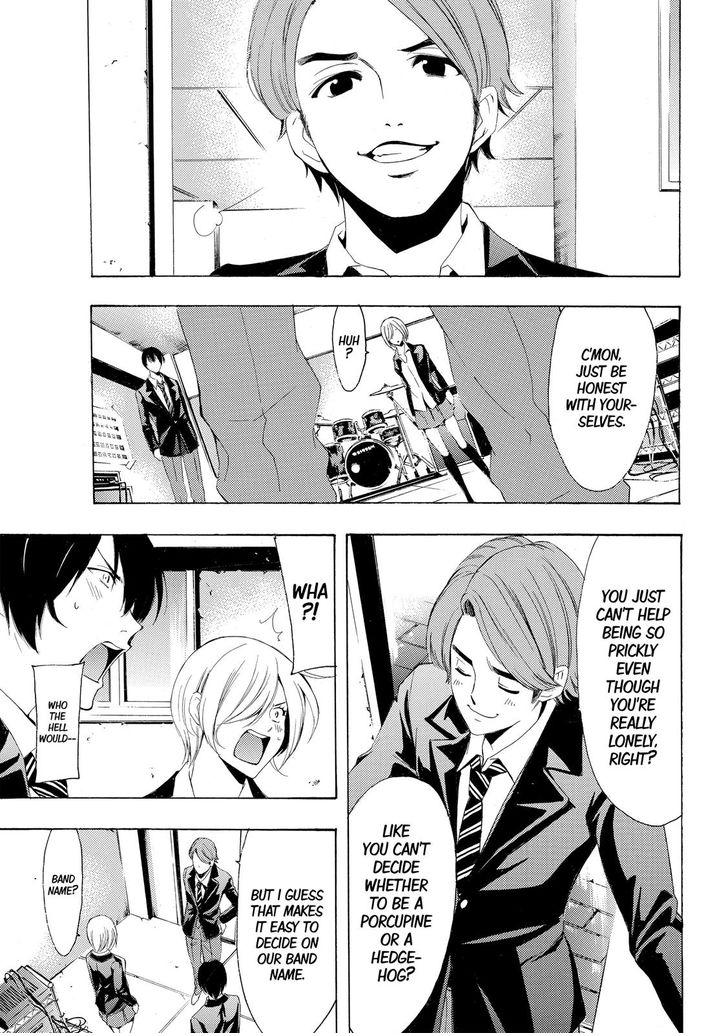 C'MON,
JUST BE
HONEST
WITH YOUR-
SELVES.
HUH
?
YOU JUST
CAN'T HELP
BEING SO
PRICKLY
EVEN
THOUGH
YOU'RE
REALLY
LONELY,
RIGHT?
LIKE
YOU CAN'T
DECIDE
WHETHER
TO BE A
PORCUPINE
OR A
HEDGE-
HOG?
WHA
?!
WHO
THE
HELL
WOULD--
BUT I GUESS
THAT MAKES
IT EASY TO
DECIDE ON
OUR BAND
NAME.
BAND
NAME?